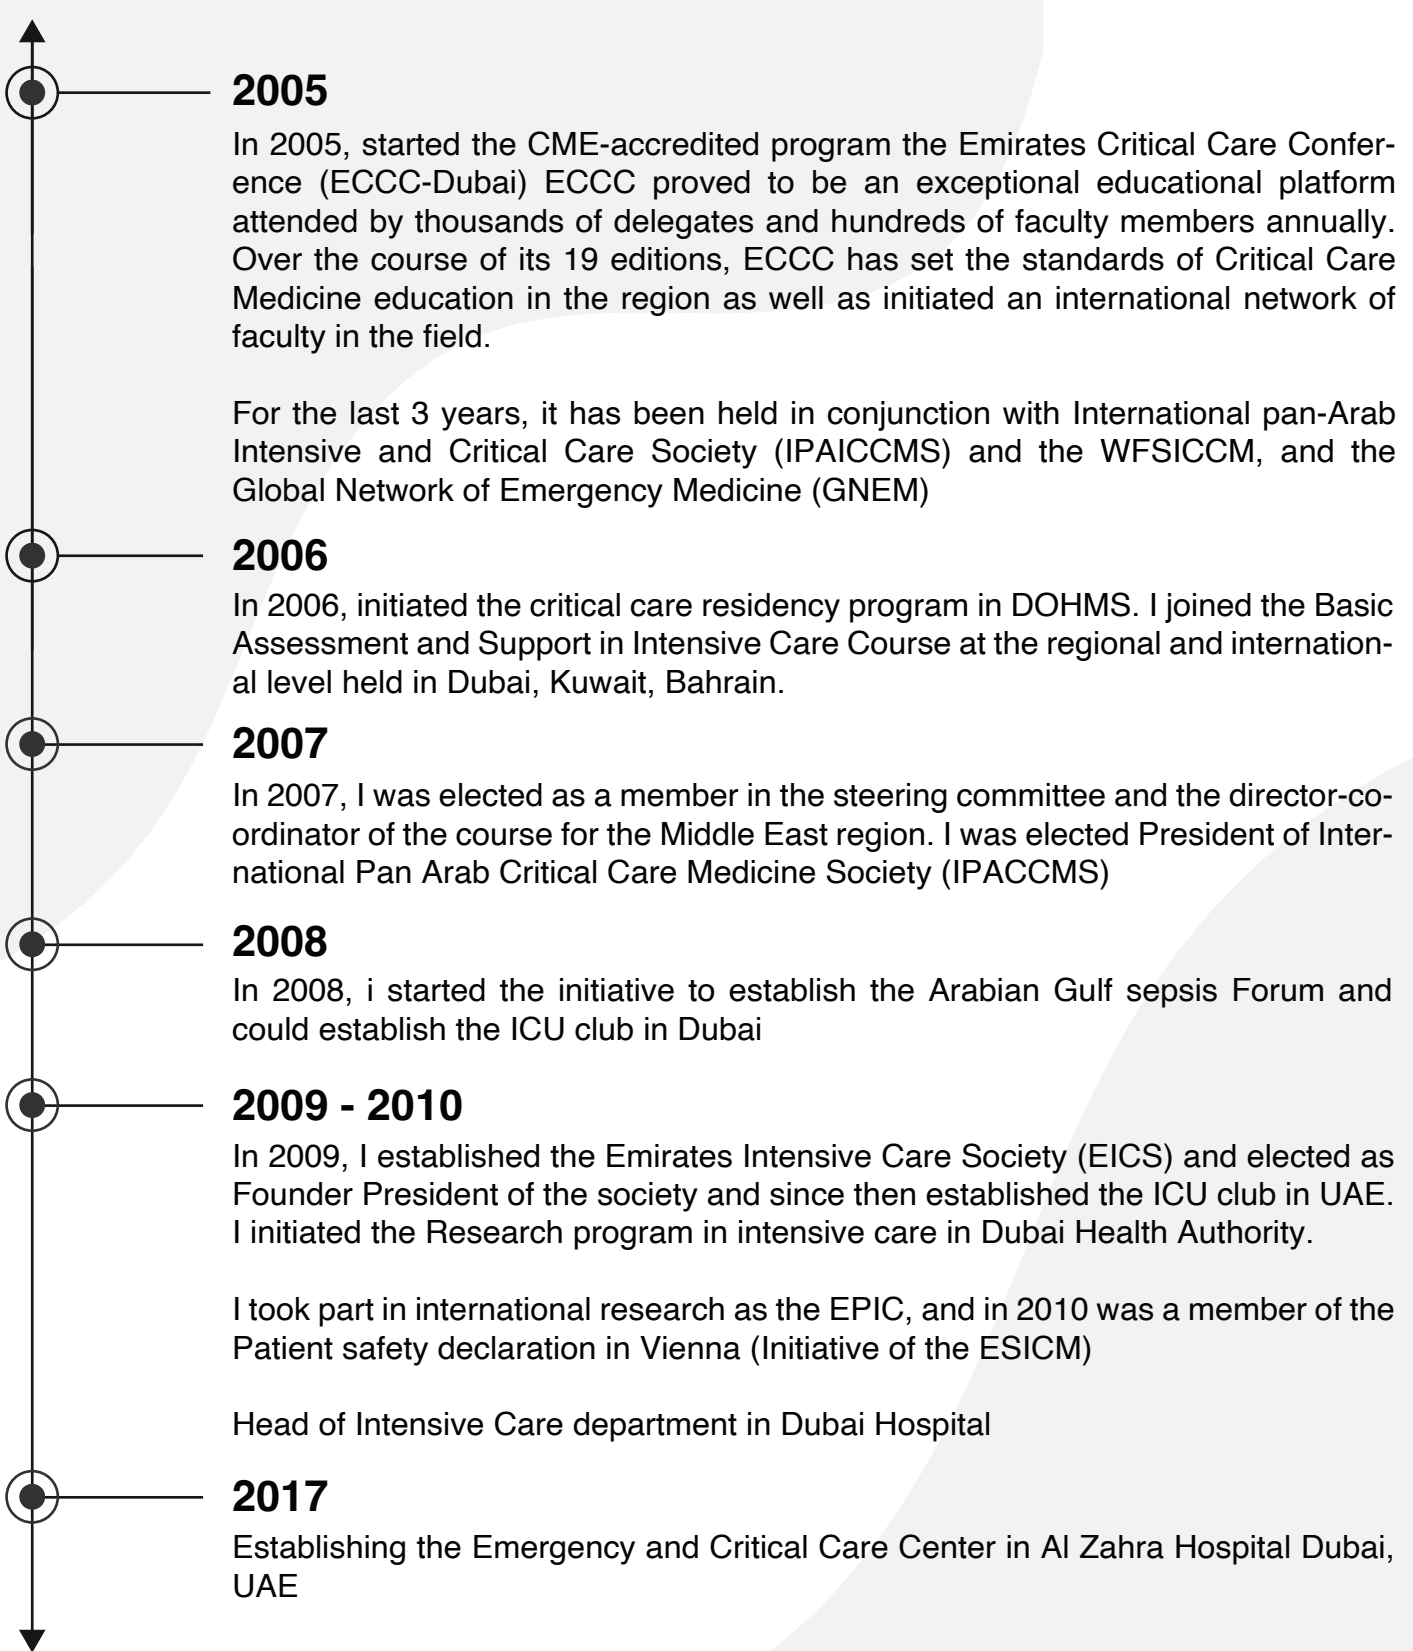 2005
In 2005, started the CME-accredited program the Emirates Critical Care Confer-
ence (ECCC-Dubai) ECCC proved to be an exceptional educational platform
attended by thousands of delegates and hundreds of faculty members annually.
Over the course of its 19 editions, ECCC has set the standards of Critical Care
Medicine education in the region as well as initiated an international network of
faculty in the field.
For the last 3 years, it has been held in conjunction with International pan-Arab
Intensive and Critical Care Society (IPAICCMS) and the WFSICCM, and the
Global Network of Emergency Medicine (GNEM)
2006
In 2006, initiated the critical care residency program in DOHMS. I joined the Basic
Assessment and Support in Intensive Care Course at the regional and internation-
al level held in Dubai, Kuwait, Bahrain.
2007
In 2007, I was elected as a member in the steering committee and the director-co-
ordinator of the course for the Middle East region. I was elected President of Inter-
national Pan Arab Critical Care Medicine Society (IPACCMS)
2008
In 2008, i started the initiative to establish the Arabian Gulf sepsis Forum and
could establish the ICU club in Dubai
2009 - 2010
In 2009, I established the Emirates Intensive Care Society (EICS) and elected as
Founder President of the society and since then established the ICU club in UAE.
I initiated the Research program in intensive care in Dubai Health Authority.
I took part in international research as the EPIC, and in 2010 was a member of the
Patient safety declaration in Vienna (Initiative of the ESICM)
Head of Intensive Care department in Dubai Hospital
2017
Establishing the Emergency and Critical Care Center in Al Zahra Hospital Dubai,
UAE